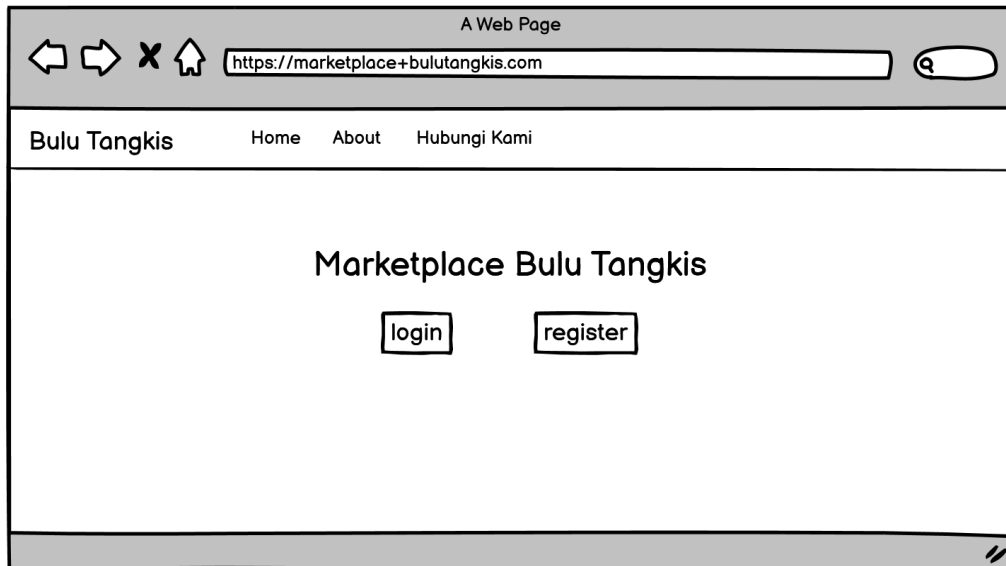 A Web Page
https://marketplace+bulutangkis.com
Bulu Tangkis Home About Hubungi Kami
Marketplace Bulu Tangkis
login register